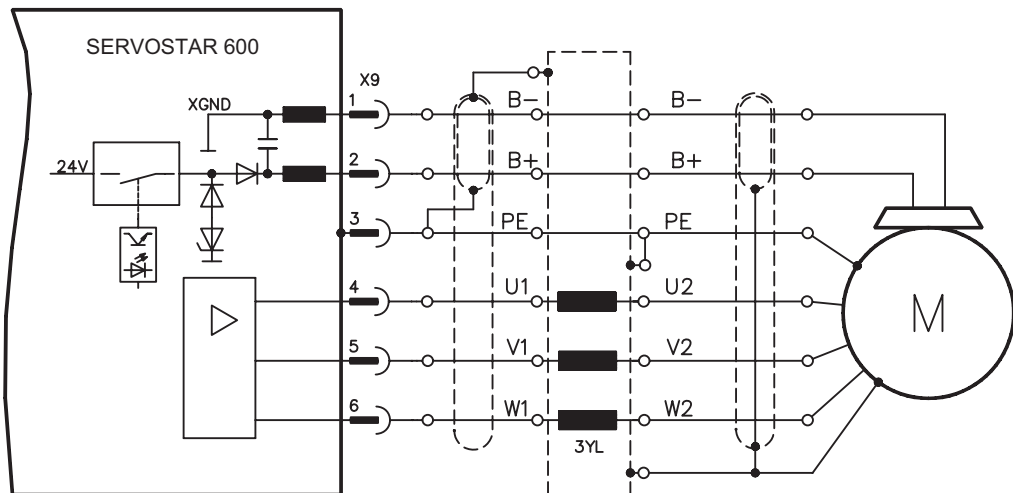 SERVOSTAR 600
X9
XGND
1
B- B-
24V
2
B+ B+
3
PE PE
4
U1 U2
M
5
V1 V2
6
W1 W2
3YL